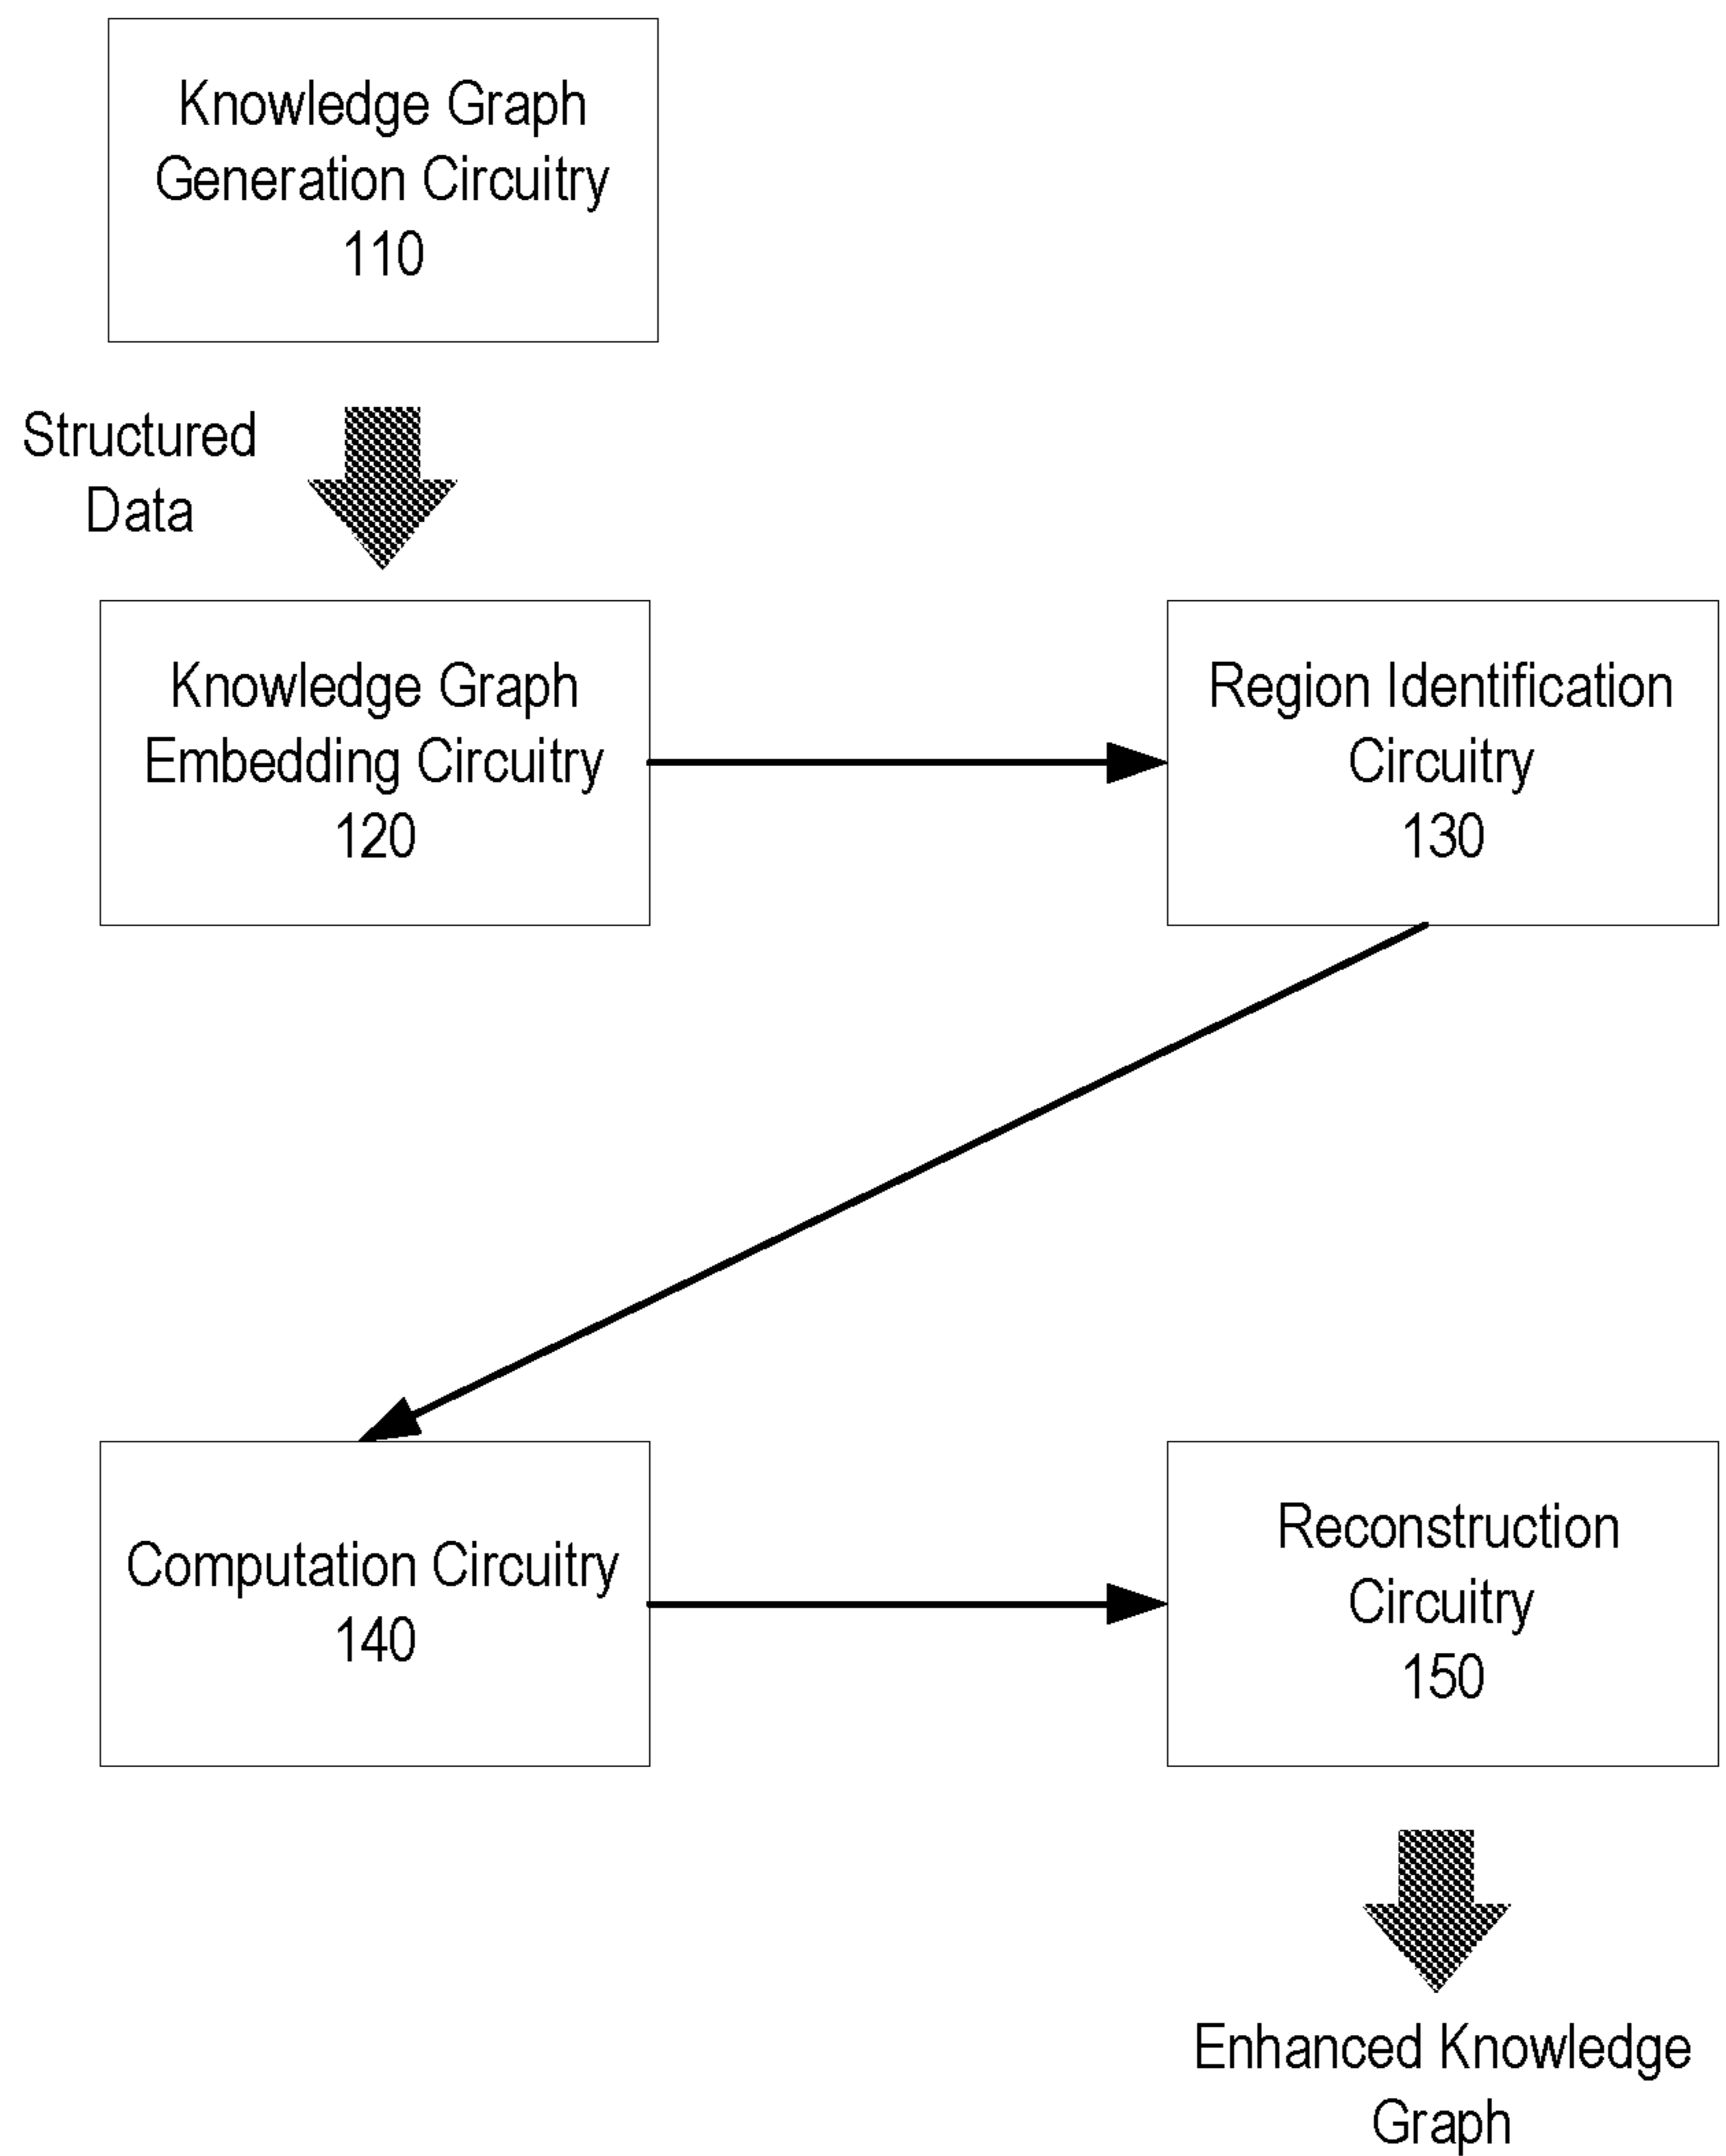 Knowledge Graph
Generation Circuitry
110
Structured
Data
Knowledge Graph
Embedding Circuitry
120
Region Identification
Circuitry
130
Computation Circuitry
140
Reconstruction
Circuitry
150
Enhanced Knowledge
Graph